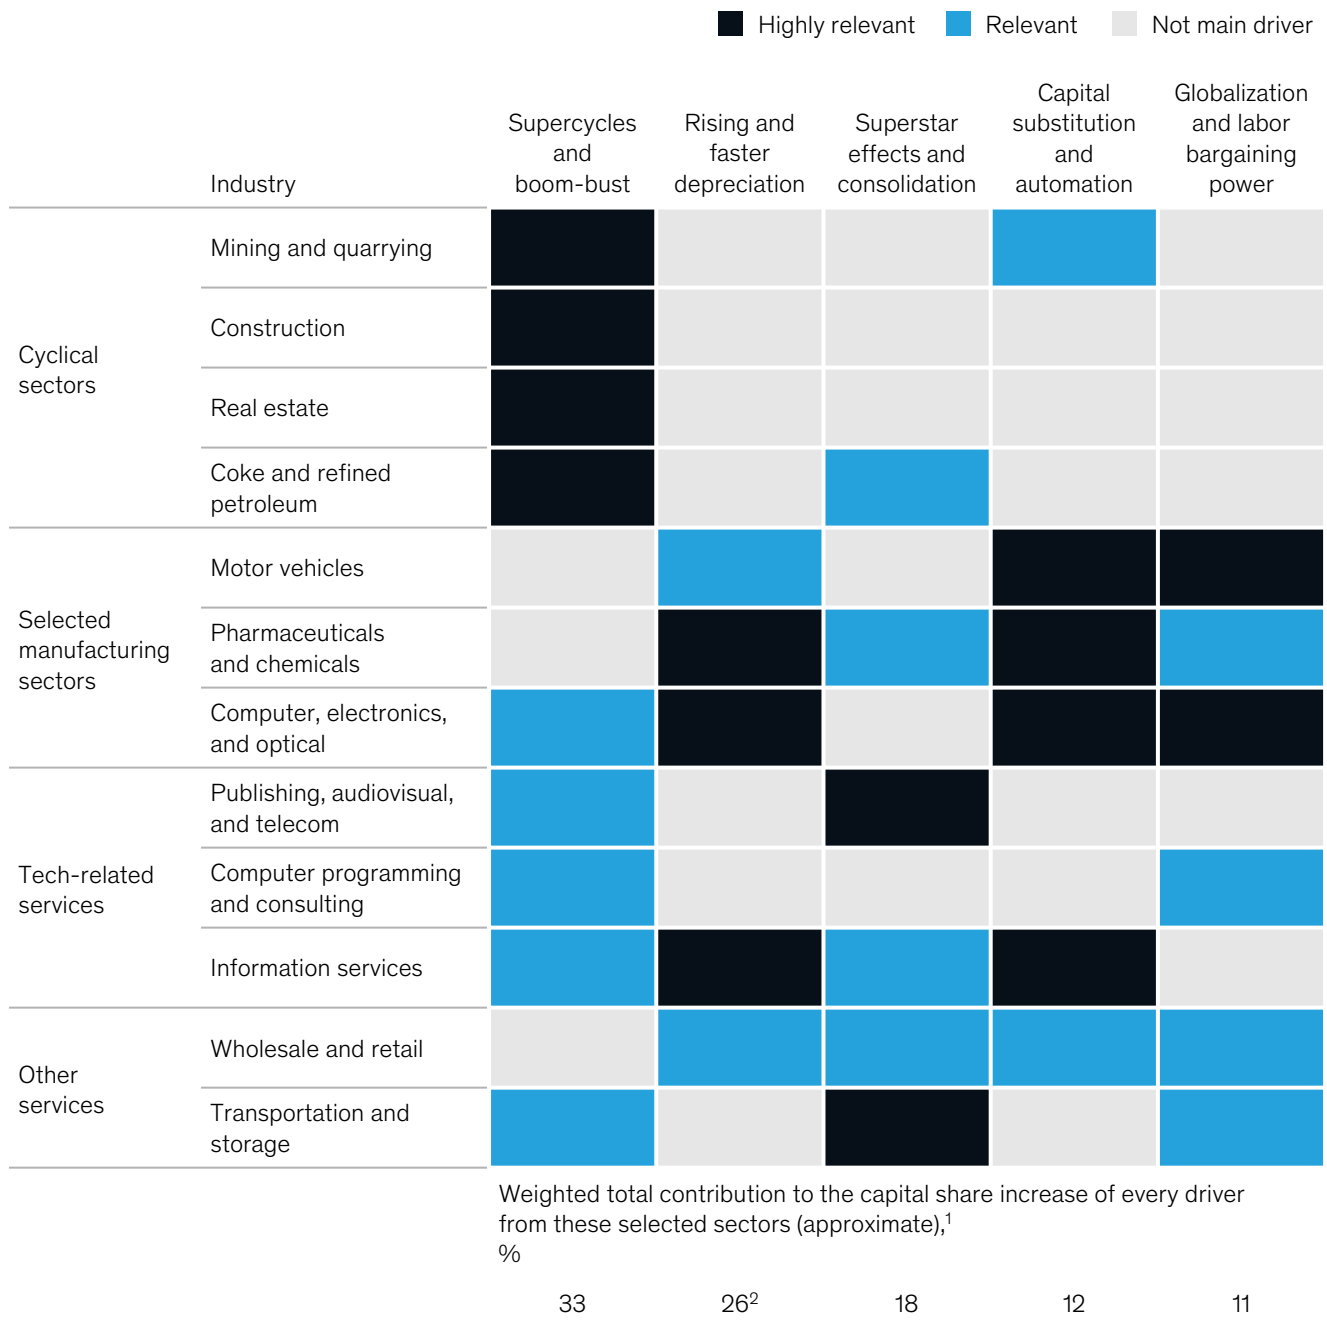 Highly relevant
Relevant
Not main driver
Industry
Supercycles
and
boom-bust
Rising and
faster
depreciation
Superstar
effects and
consolidation
Capital
substitution
and
automation
Globalization
and labor
bargaining
power
Cyclical
sectors
Mining and quarrying
Construction
Real estate
Coke and refined
petroleum
Selected
manufacturing
sectors
Motor vehicles
Pharmaceuticals
and chemicals
Computer, electronics,
and optical
Tech-related
services
Publishing, audiovisual,
and telecom
Computer programming
and consulting
Information services
Other
services
Wholesale and retail
Transportation and
storage
Weighted total contribution to the capital share increase of every driver
from these selected sectors (approximate),¹
%
33
26²
18
12
11